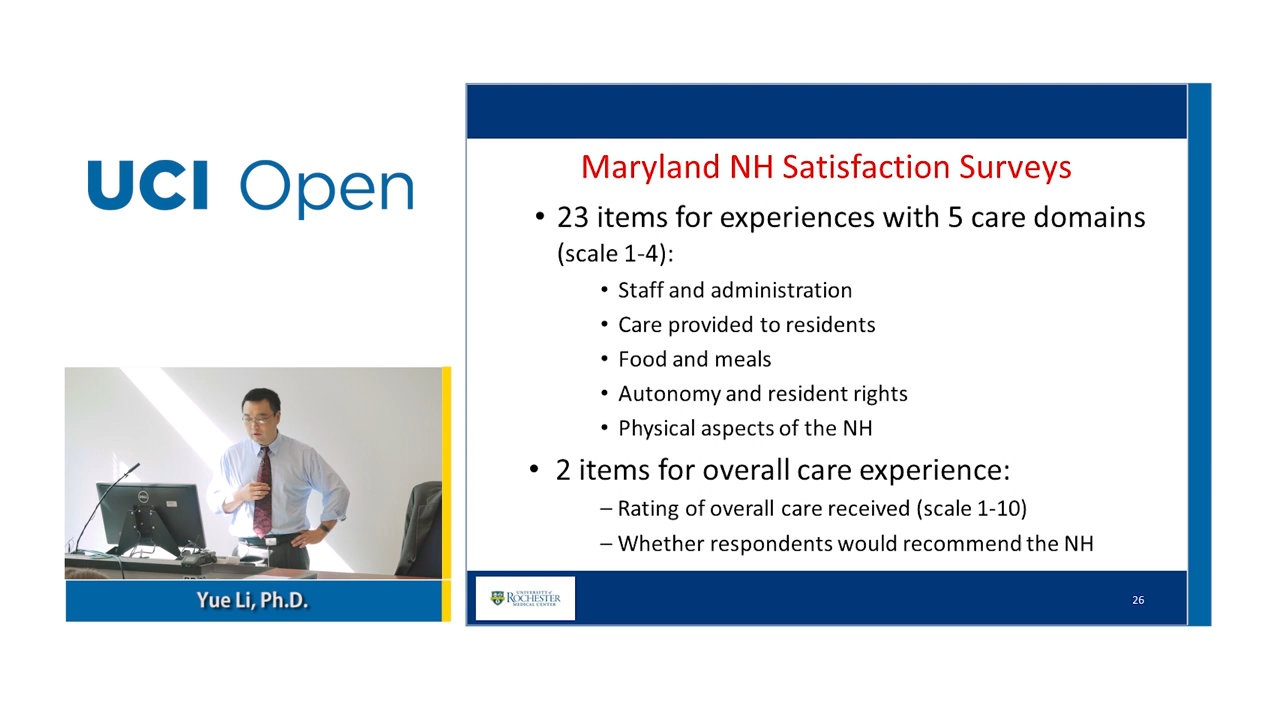 UCI Open
Maryland NH Satisfaction Surveys
• 23 items for experiences with 5 care domains
(scale 1-4):
• Staff and administration
• Care provided to residents
• Food and meals
• Autonomy and resident rights
• Physical aspects of the NH
• 2 items for overall care experience:
– Rating of overall care received (scale 1-10)
– Whether respondents would recommend the NH
DELL
Yue Li, Ph.D.
UNIVERSITY of
ROCHESTER
MEDICAL CENTER
26